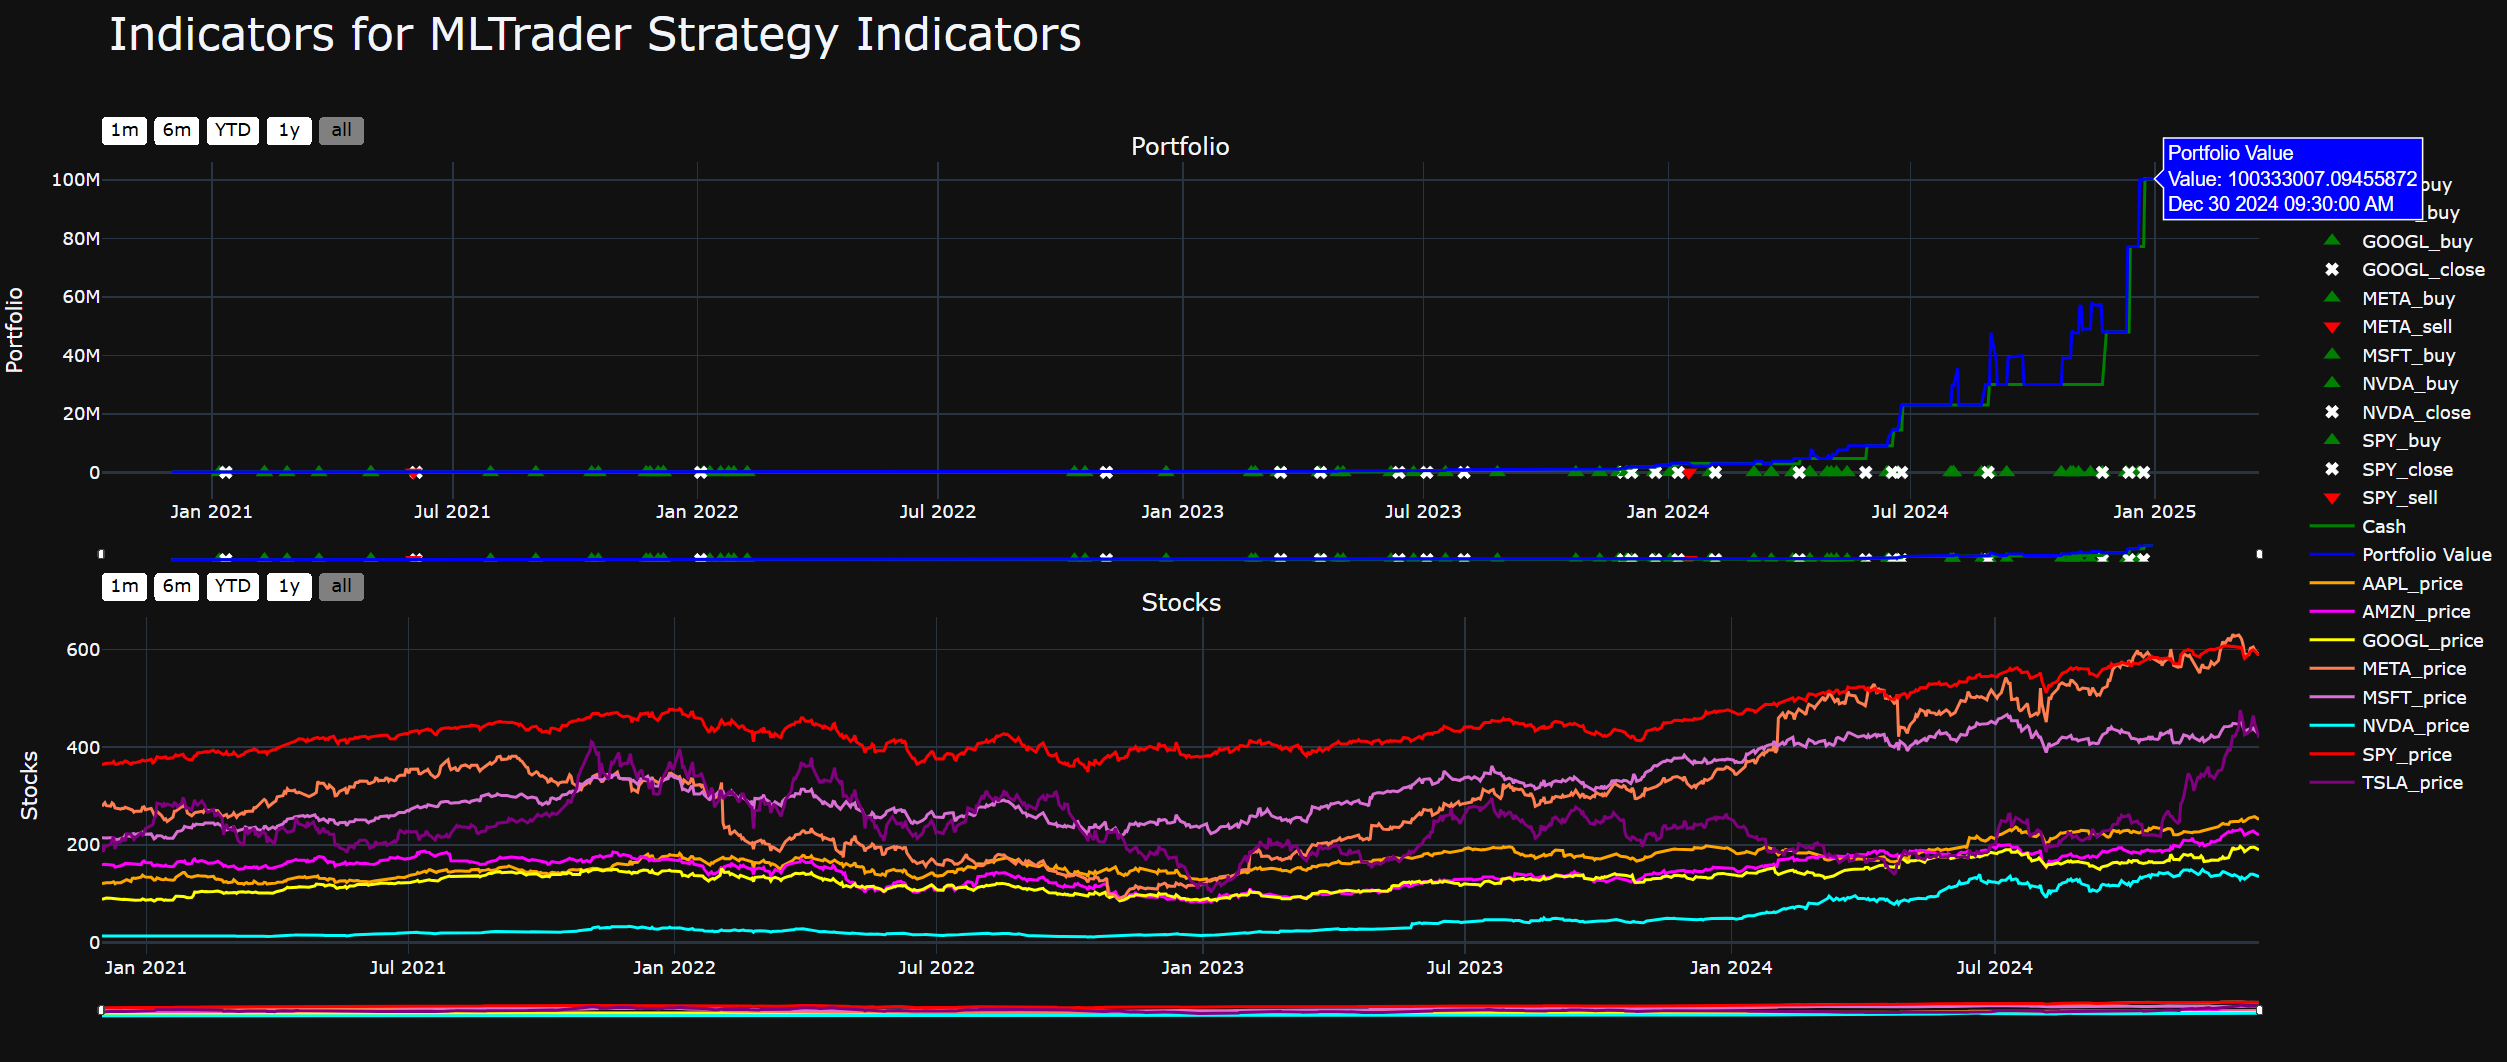 Indicators for MLTrader Strategy Indicators
1m 6m YTD 1y all
Portfolio
Portfolio Value
Value: 100333007.09455872
Dec 30 2024 09:30:00 AM
Portfolio
100M
80M
60M
40M
20M
0
Jan 2021 Jul 2021 Jan 2022 Jul 2022 Jan 2023 Jul 2023 Jan 2024 Jul 2024 Jan 2025
buy
_buy
GOOGL_buy
GOOGL_close
META_buy
META_sell
MSFT_buy
NVDA_buy
NVDA_close
SPY_buy
SPY_close
SPY_sell
Cash
Portfolio Value
AAPL_price
AMZN_price
GOOGL_price
META_price
MSFT_price
NVDA_price
SPY_price
TSLA_price
1m 6m YTD 1y all
Stocks
Stocks
600
400
200
0
Jan 2021 Jul 2021 Jan 2022 Jul 2022 Jan 2023 Jul 2023 Jan 2024 Jul 2024